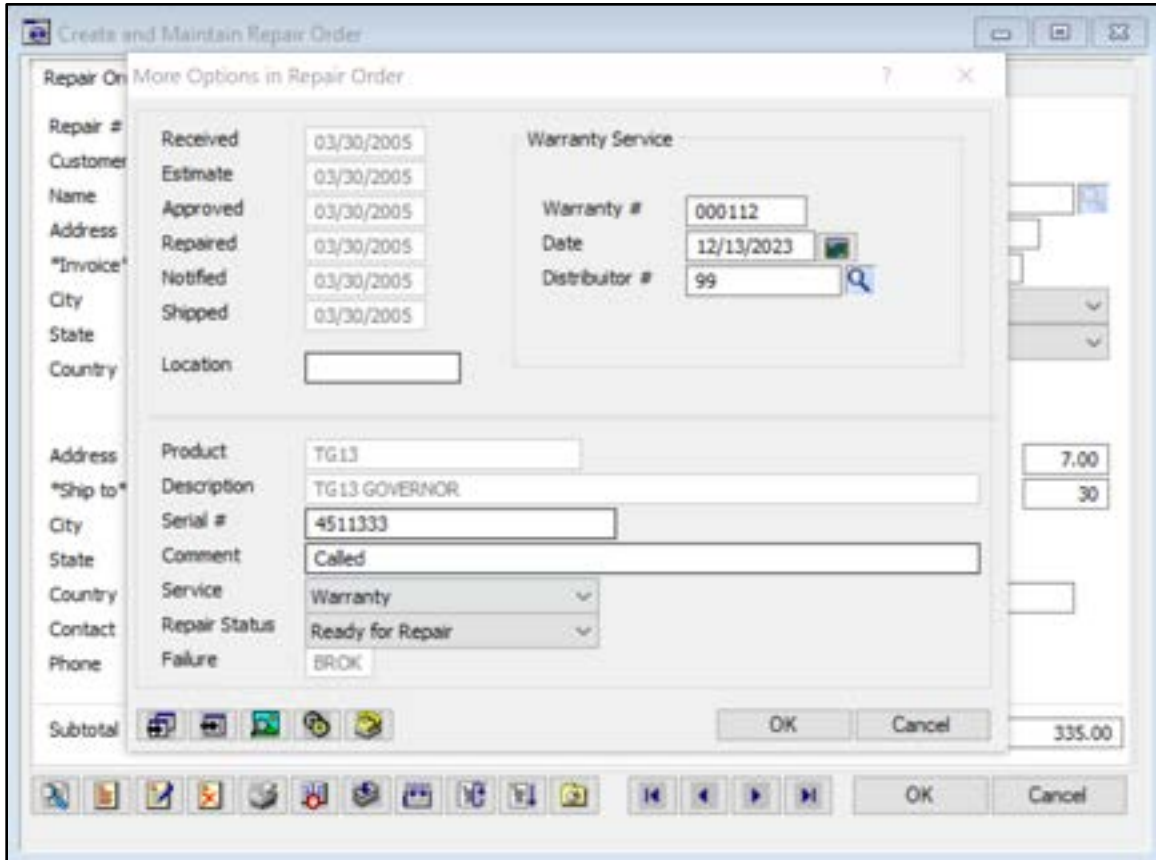 Create and Maintain Repair Order
More Options in Repair Order
?
Repair Or
Repair #
Customer
Name
Address
*Invoice*
City
State
Country
Address
*Ship to*
City
State
Country
Contact
Phone
Subtotal
Received 03/30/2005
Estimate 03/30/2005
Approved 03/30/2005
Repaired 03/30/2005
Notified 03/30/2005
Shipped 03/30/2005
Location
Warranty Service
Warranty # 000112
Date 12/13/2023
Distribuitor # 99
Product TG13
Description TG13 GOVERNOR
Serial # 4511333
Comment Called
Service Warranty
Repair Status Ready for Repair
Failure BROK
OK Cancel
7.00
30
335.00
OK Cancel